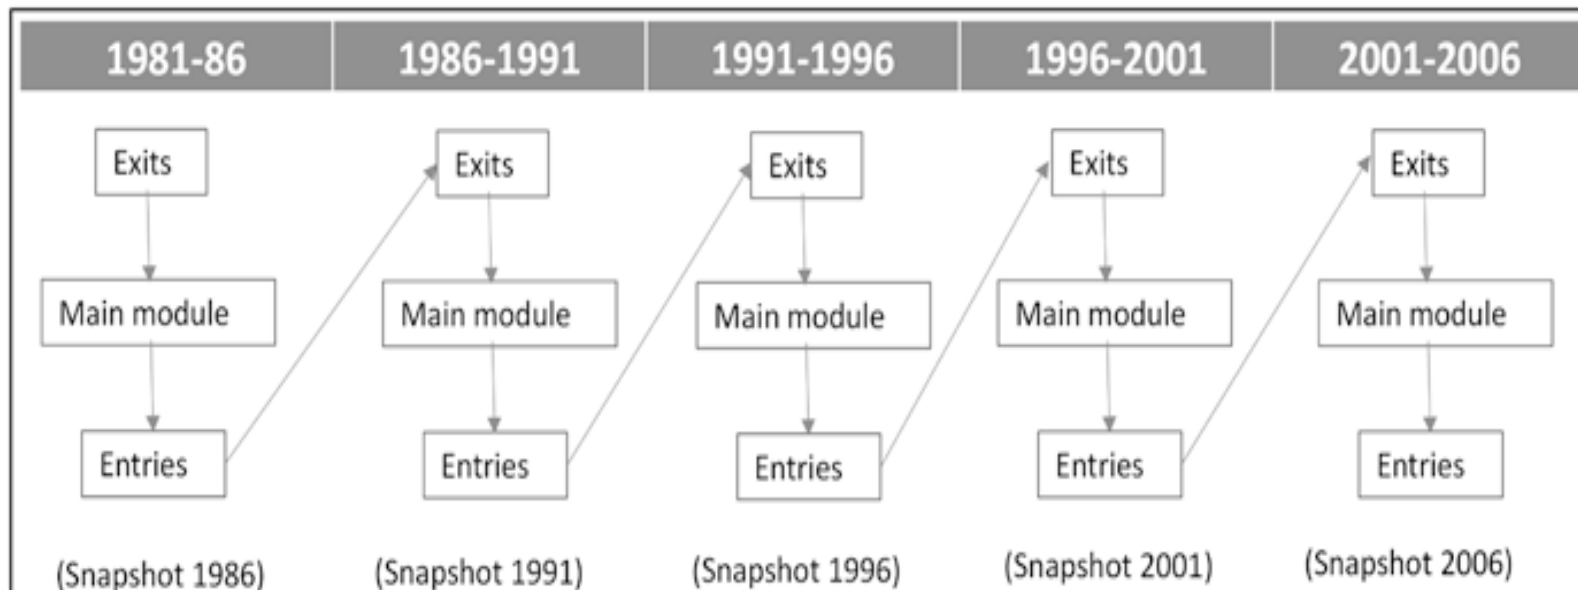 1981-86 1986-1991 1991-1996 1996-2001 2001-2006
Exits Exits Exits Exits Exits
Main module Main module Main module Main module Main module
Entries Entries Entries Entries Entries
(Snapshot 1986) (Snapshot 1991) (Snapshot 1996) (Snapshot 2001) (Snapshot 2006)